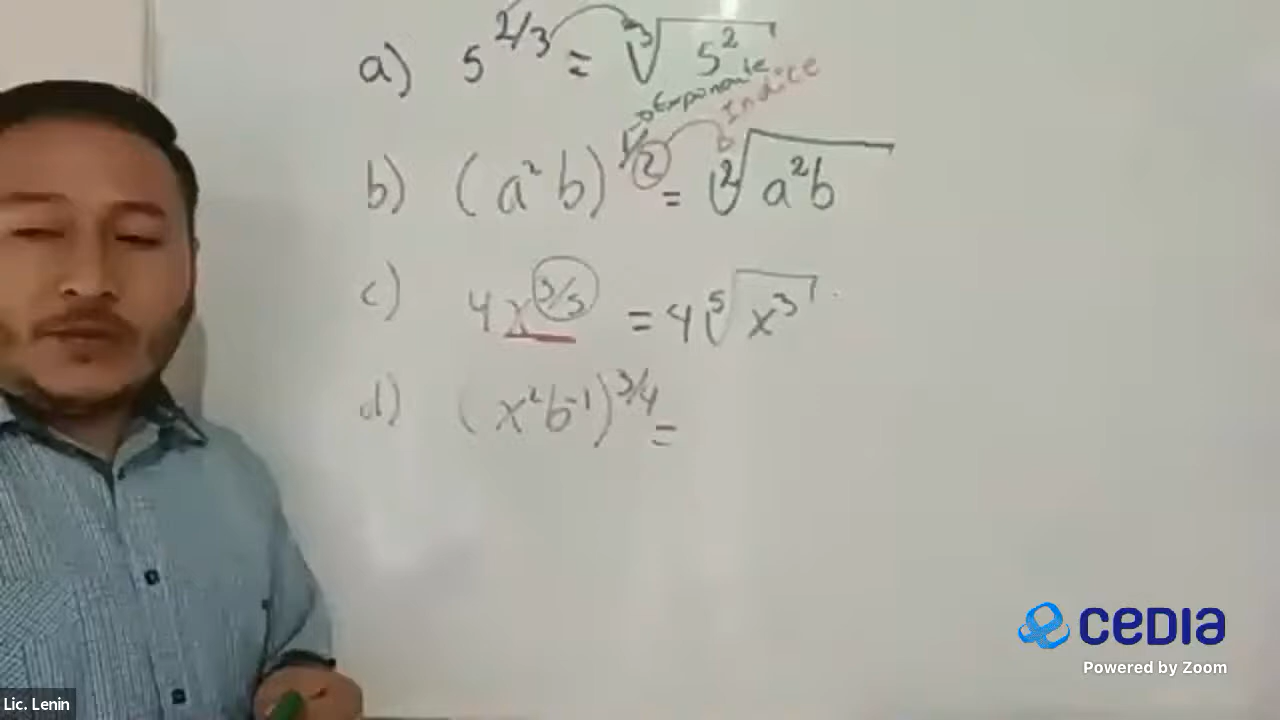 a) 5^2/3 = ³√5²
Exponente
Indice
b) (a²b)^1/2 = ²√a²b
c) 4x^3/5 = 4 ⁵√x³
d) (x²b⁻¹)^3/4 =
cedia
Powered by Zoom
Lic. Lenin